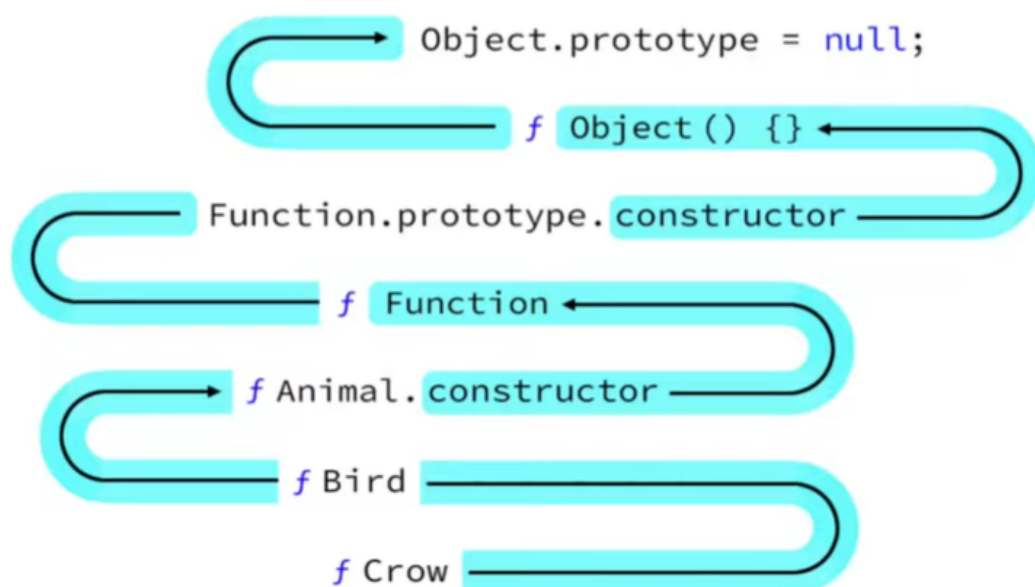 Object.prototype = null;
f Object() {}
Function.prototype.constructor
f Function
f Animal.constructor
f Bird
f Crow